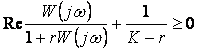 Re W(jω)/(1+rW(jω)) + 1/(K−r) ≥ 0